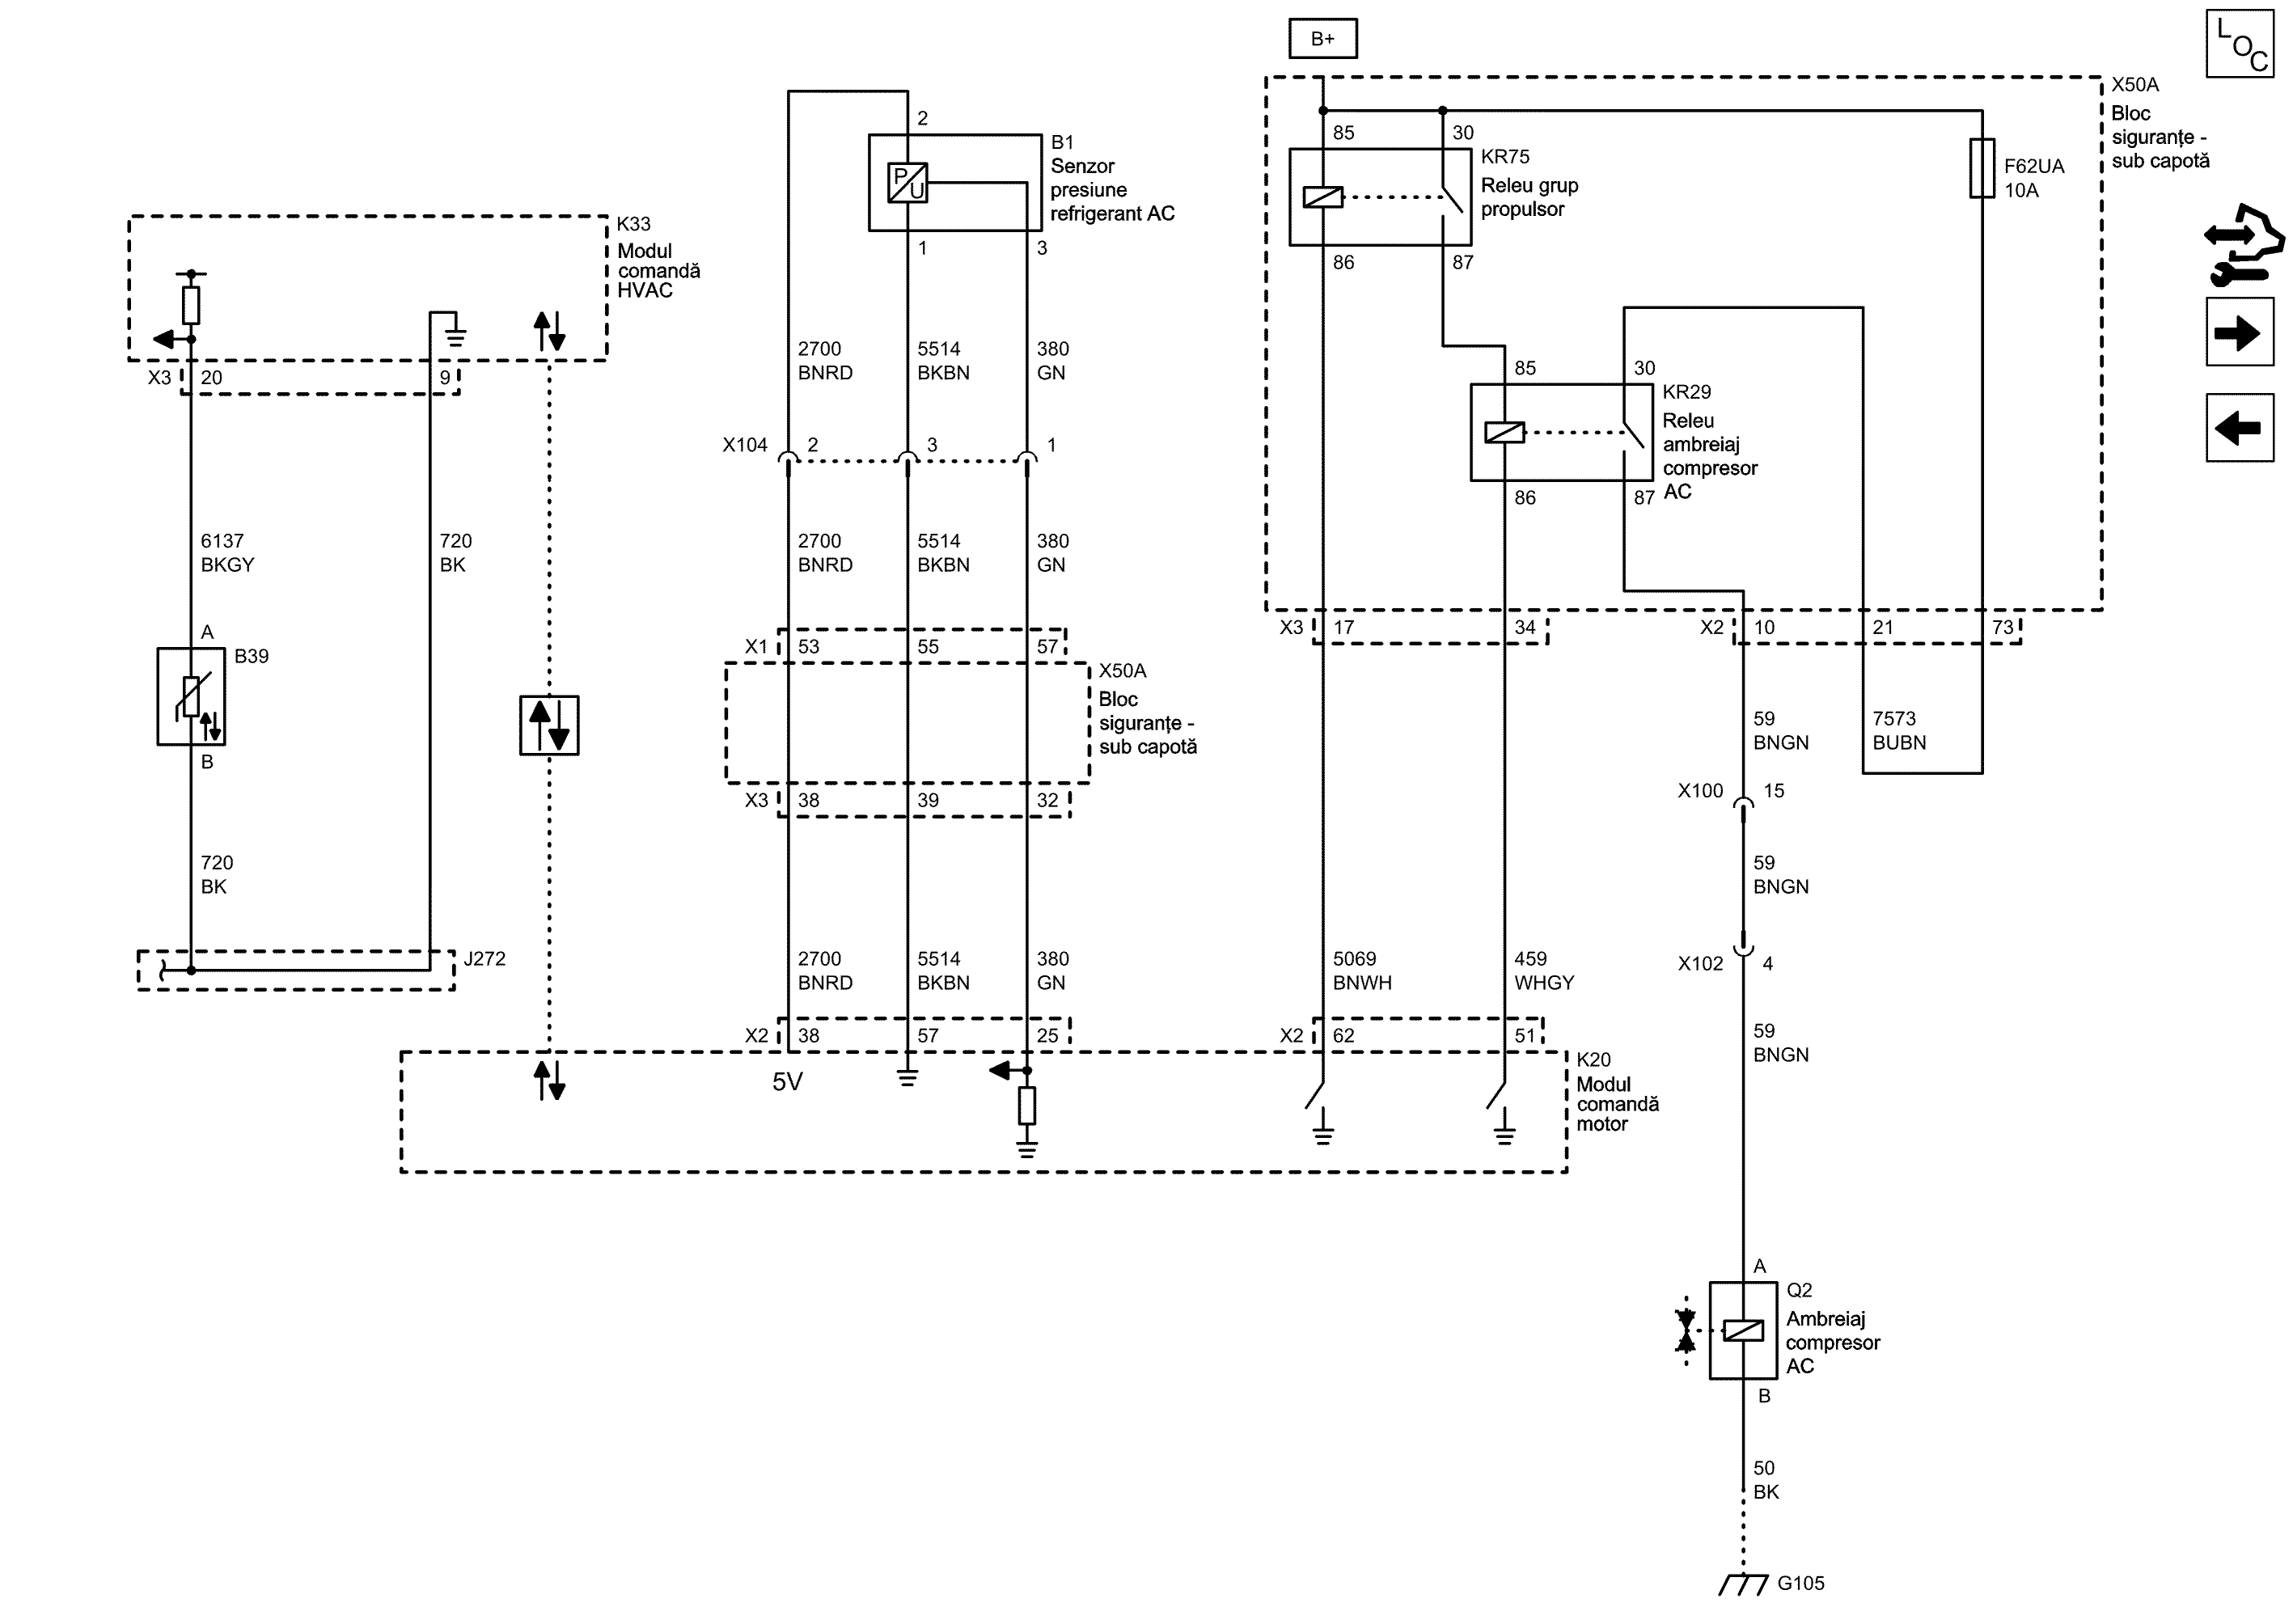 B+
L
O
C
X50A
Bloc
siguranțe -
sub capotă
2
B1
Senzor
presiune
refrigerant AC
P
U
1
3
85
30
KR75
Releu grup
propulsor
86
87
F62UA
10A
K33
Modul
comandă
HVAC
X3
20
9
2700
BNRD
5514
BKBN
380
GN
85
30
KR29
Releu
ambreiaj
compresor
AC
86
87
X104
2
3
1
6137
BKGY
720
BK
2700
BNRD
5514
BKBN
380
GN
A
B39
B
X1
53
55
57
X50A
Bloc
siguranțe -
sub capotă
X3
38
39
32
X3
17
34
X2
10
21
73
59
BNGN
7573
BUBN
X100
15
720
BK
59
BNGN
J272
2700
BNRD
5514
BKBN
380
GN
5069
BNWH
459
WHGY
X102
4
X2
38
57
25
X2
62
51
59
BNGN
5V
K20
Modul
comandă
motor
A
Q2
Ambreiaj
compresor
AC
B
50
BK
G105